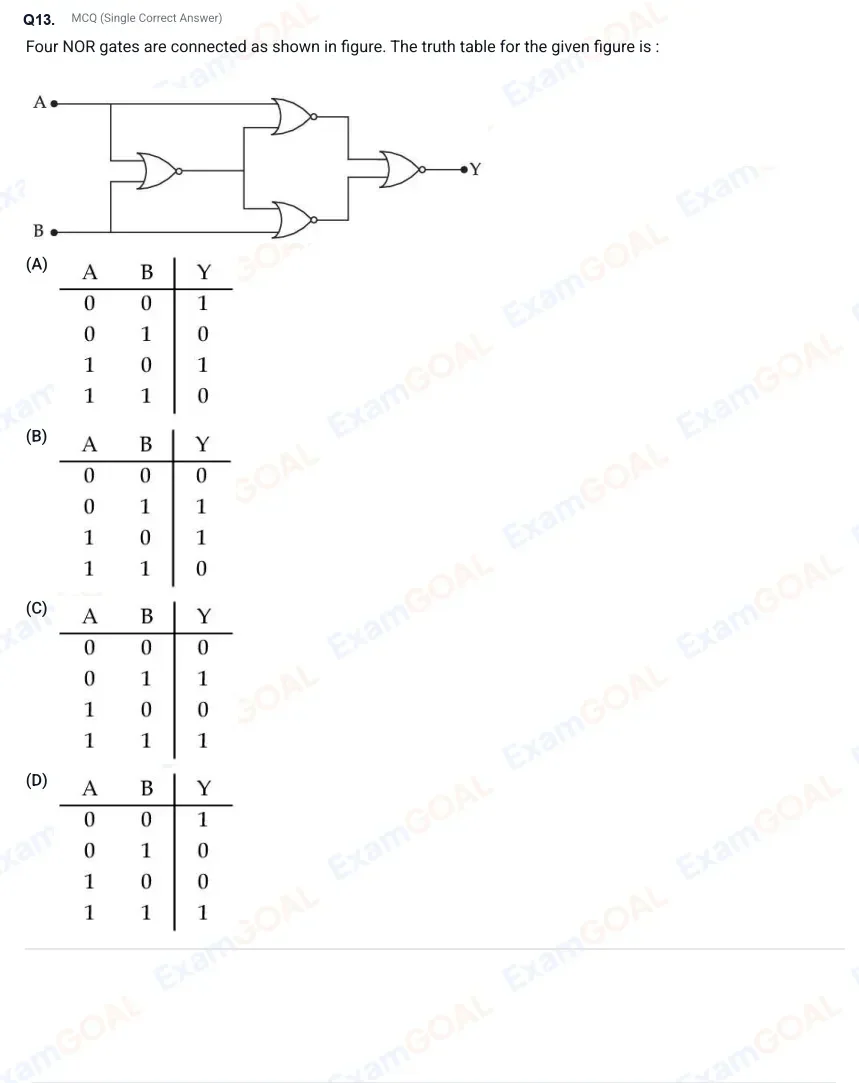 Q13. MCQ (Single Correct Answer)
Four NOR gates are connected as shown in figure. The truth table for the given figure is :
A
Y
B
(A)
A B Y
0 0 1
0 1 0
1 0 1
1 1 0
(B)
A B Y
0 0 0
0 1 1
1 0 1
1 1 0
(C)
A B Y
0 0 0
0 1 1
1 0 0
1 1 1
(D)
A B Y
0 0 1
0 1 0
1 0 0
1 1 1
ExamGOAL